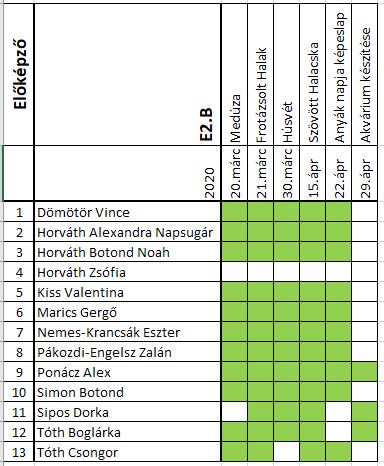 Előképző
E2.B
Medúza
Frotázsolt Halak
Húsvét
Szövött Halacska
Anyák napja képeslap
Akvárium készítése
2020
20.márc
21.márc
30.márc
15.ápr
22.ápr
29.ápr
1 Dömötör Vince
2 Horváth Alexandra Napsugár
3 Horváth Botond Noah
4 Horváth Zsófia
5 Kiss Valentina
6 Marics Gergő
7 Nemes-Krancsák Eszter
8 Pákozdi-Engelsz Zalán
9 Ponácz Alex
10 Simon Botond
11 Sipos Dorka
12 Tóth Boglárka
13 Tóth Csongor